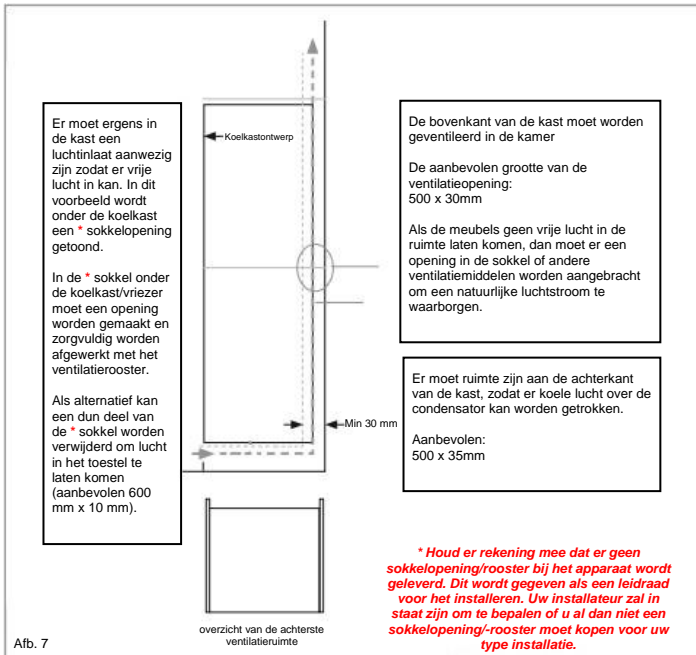 Er moet ergens in
de kast een
luchtinlaat aanwezig
zijn zodat er vrije
lucht in kan. In dit
voorbeeld wordt
onder de koelkast
een * sokkelopening
getoond.
In de * sokkel onder
de koelkast/vriezer
moet een opening
worden gemaakt en
zorgvuldig worden
afgewerkt met het
ventilatierooster.
Als alternatief kan
een dun deel van
de * sokkel worden
verwijderd om lucht
in het toestel te
laten komen
(aanbevolen 600
mm x 10 mm).
Koelkastontwerp
Min 30 mm
De bovenkant van de kast moet worden
geventileerd in de kamer
De aanbevolen grootte van de
ventilatieopening:
500 x 30mm
Als de meubels geen vrije lucht in de
ruimte laten komen, dan moet er een
opening in de sokkel of andere
ventilatiemiddelen worden aangebracht
om een natuurlijke luchtstroom te
waarborgen.
Er moet ruimte zijn aan de achterkant
van de kast, zodat er koele lucht over de
condensator kan worden getrokken.
Aanbevolen:
500 x 35mm
* Houd er rekening mee dat er geen
sokkelopening/rooster bij het apparaat wordt
geleverd. Dit wordt gegeven als een leidraad
voor het installeren. Uw installateur zal in
staat zijn om te bepalen of u al dan niet een
sokkelopening/-rooster moet kopen voor uw
type installatie.
overzicht van de achterste
ventilatieruimte
Afb. 7